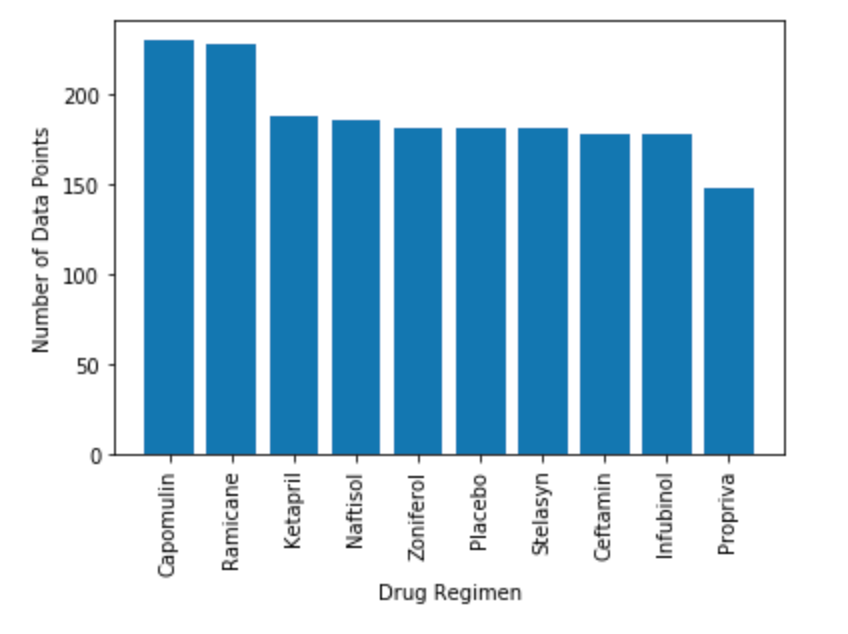 Number of Data Points
200
150
100
50
0
Capomulin
Ramicane
Ketapril
Naftisol
Zoniferol
Placebo
Stelasyn
Ceftamin
Infubinol
Propriva
Drug Regimen